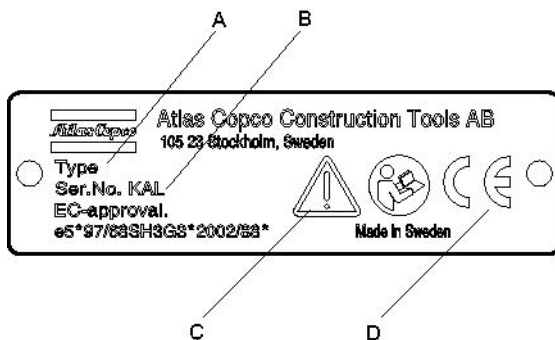 A B
Atlas Copco
Atlas Copco Construction Tools AB
105 23 Stockholm, Sweden
Type
Ser.No. KAL
EC-approval.
e5*97/68SH3G3*2002/88*
CE
Made in Sweden
C D